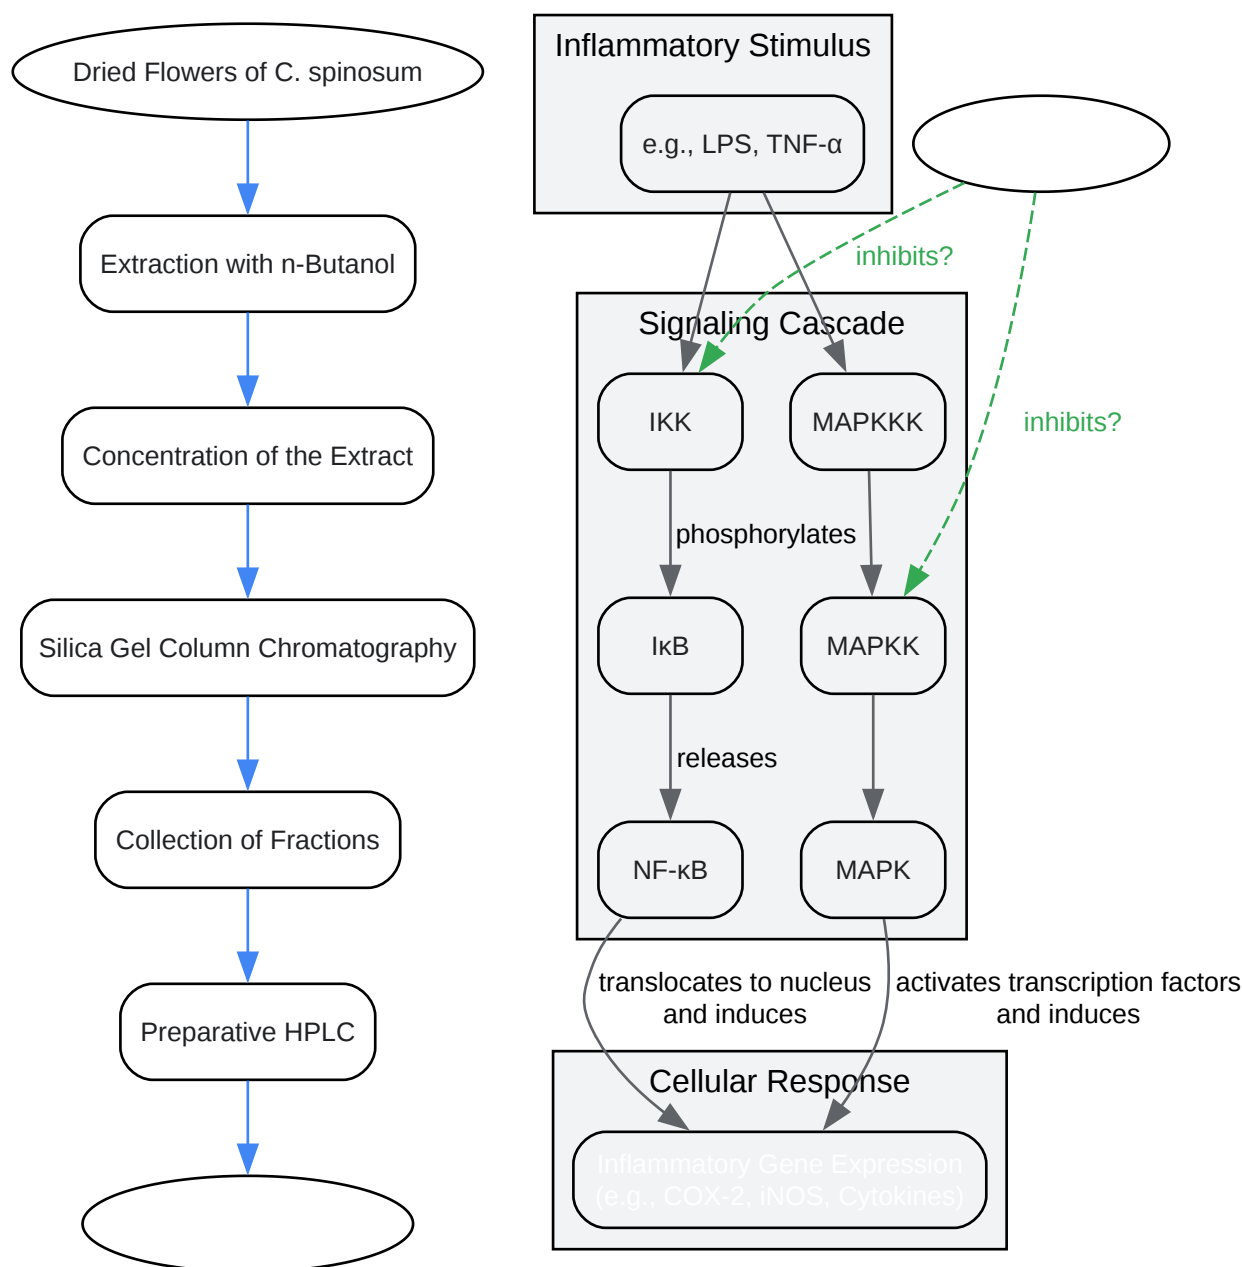 Dried Flowers of C. spinosum
Extraction with n-Butanol
Concentration of the Extract
Silica Gel Column Chromatography
Collection of Fractions
Preparative HPLC
Inflammatory Stimulus
e.g., LPS, TNF-α
inhibits?
Signaling Cascade
IKK
MAPKKK
inhibits?
phosphorylates
IκB
MAPKK
releases
NF-κB
MAPK
translocates to nucleus
and induces
activates transcription factors
and induces
Cellular Response
Inflammatory Gene Expression
(e.g., COX-2, iNOS, Cytokines)